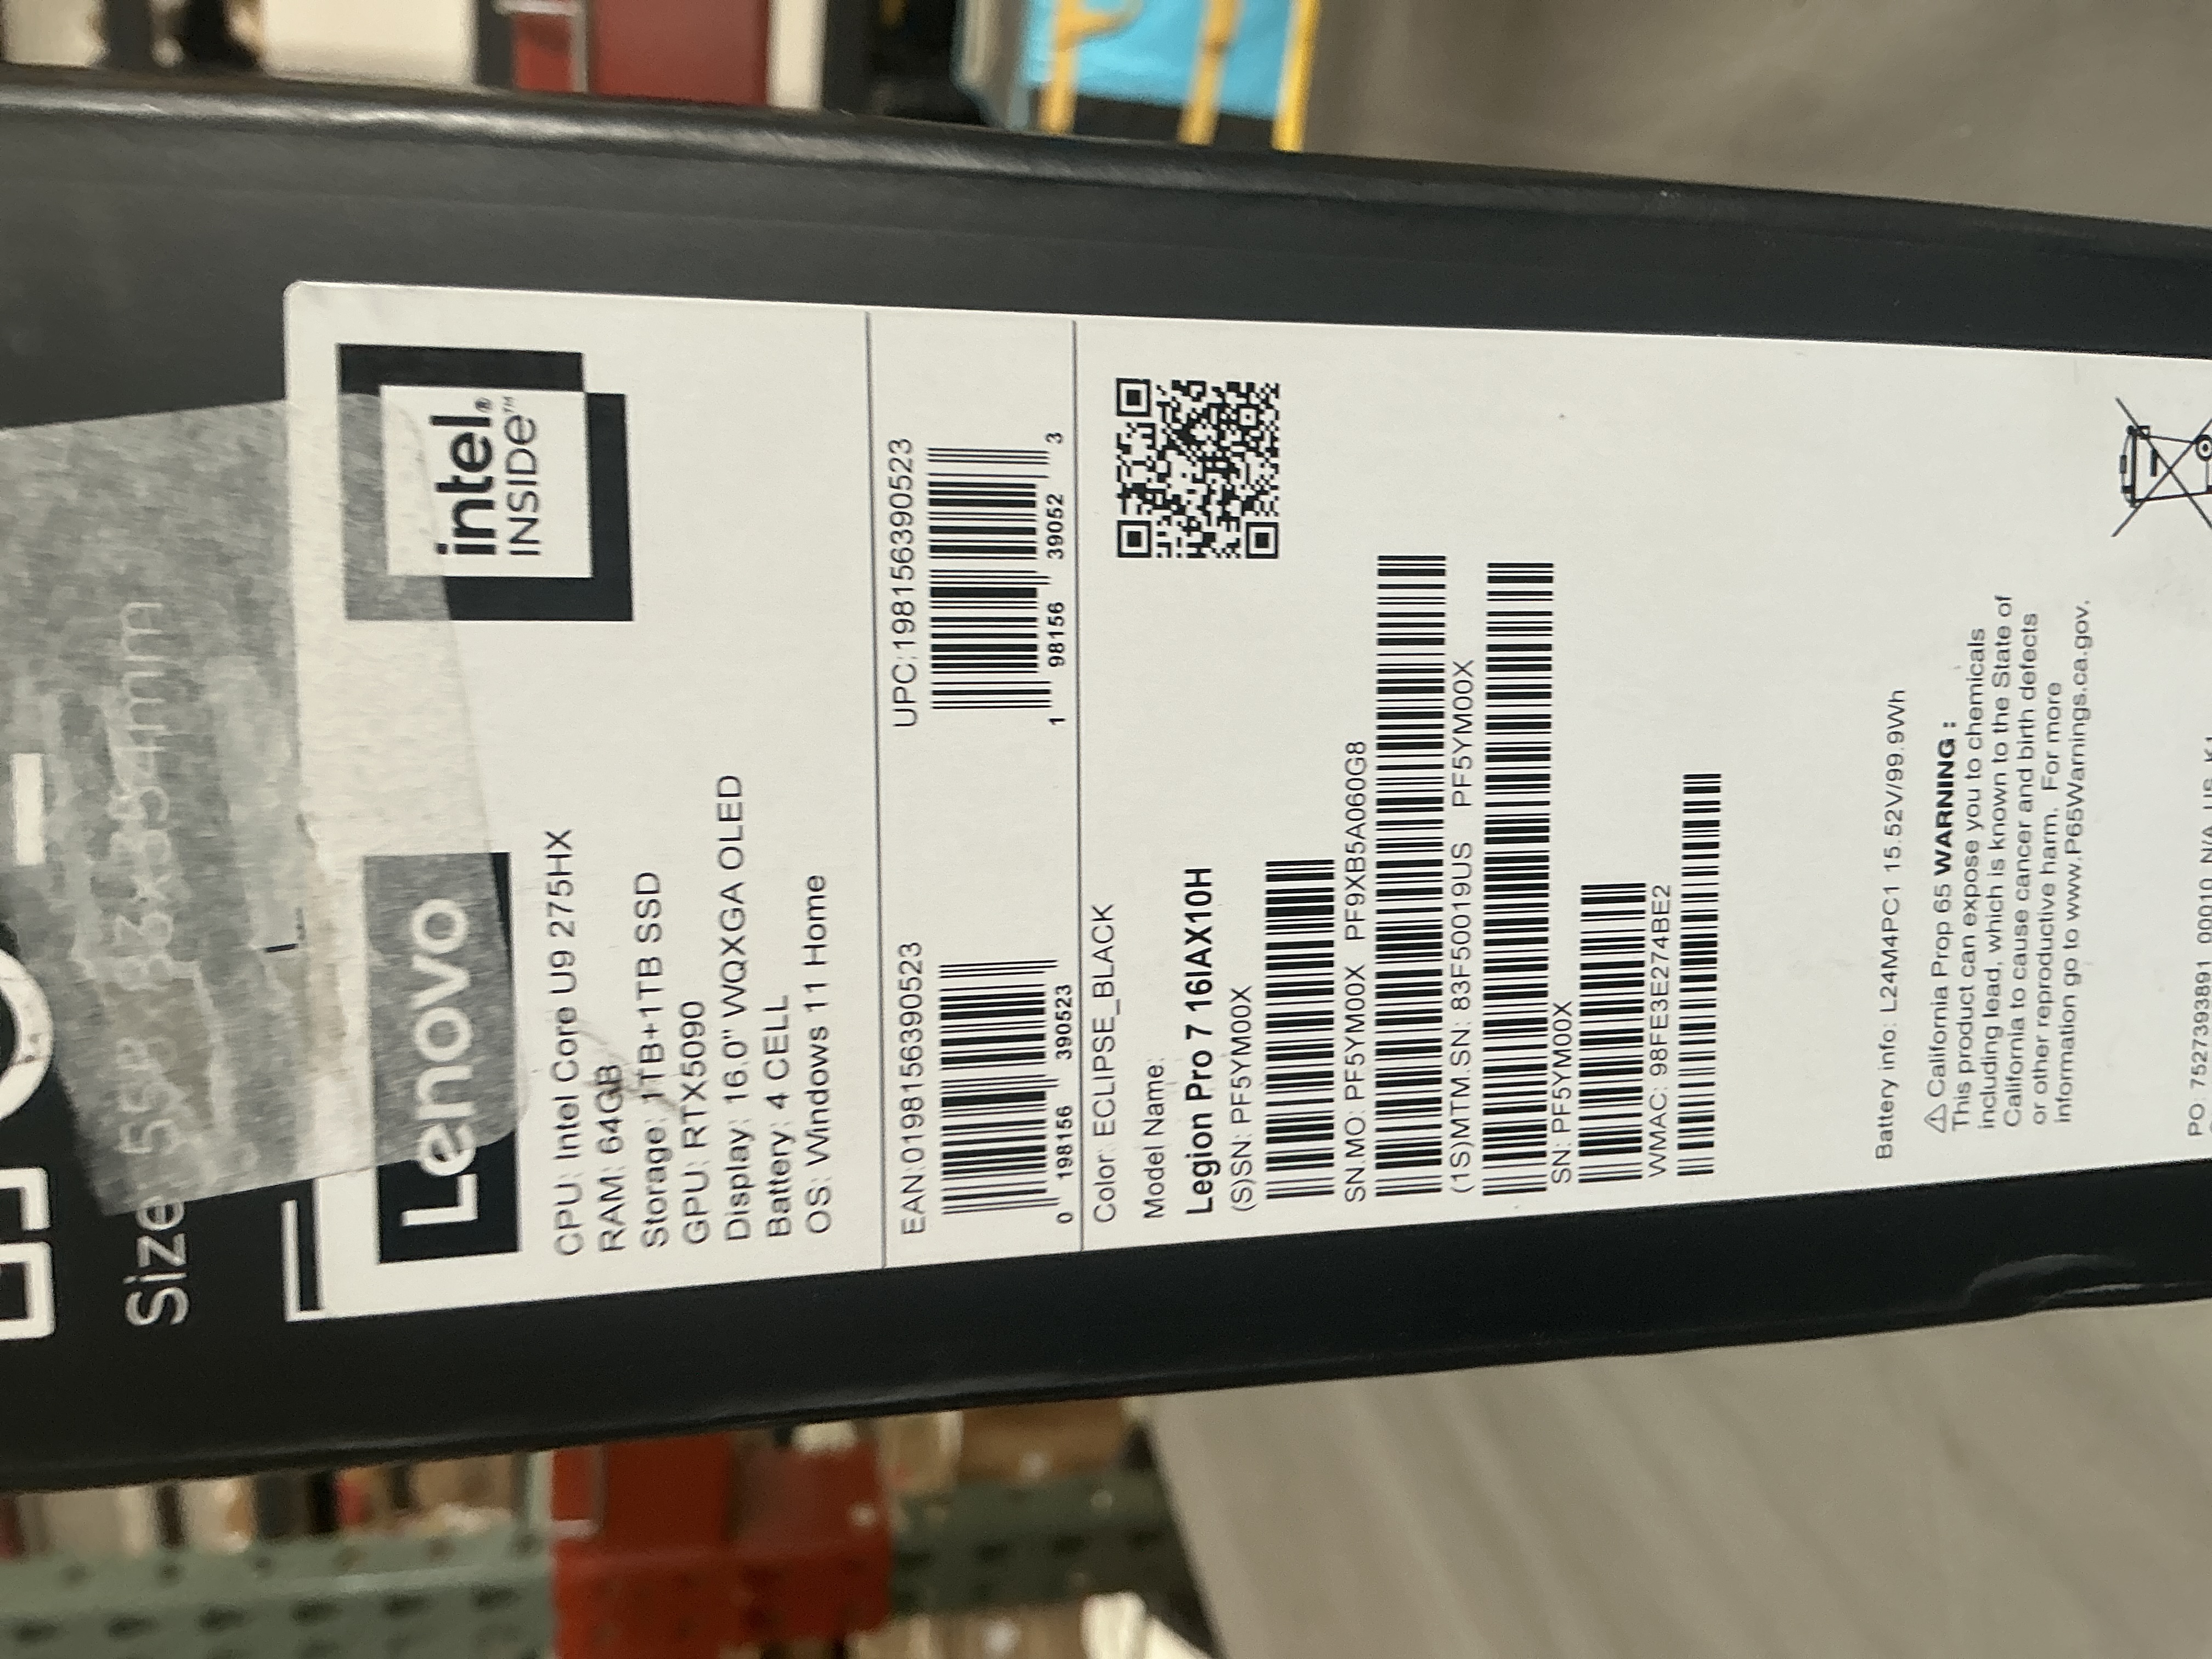 Size
Lenovo
intel®
INSIDE™
CPU: Intel Core U9 275HX
RAM: 64GB
Storage: 1TB+1TB SSD
GPU: RTX5090
Display: 16.0" WQXGA OLED
Battery: 4 CELL
OS: Windows 11 Home
EAN:0198156390523
0 198156 390523
UPC:198156390523
1 98156 39052 3
Color: ECLIPSE_BLACK
Model Name:
Legion Pro 7 16IAX10H
(S)SN: PF5YM00X
SN.MO: PF5YM00X PF9XB5A060G8
(1S)MTM.SN: 83F50019US PF5YM00X
SN: PF5YM00X
WMAC: 98FE3E274BE2
Battery info: L24M4PC1 15.52V/99.9Wh
⚠California Prop 65 WARNING :
This product can expose you to chemicals
including lead, which is known to the State of
California to cause cancer and birth defects
or other reproductive harm. For more
information go to www.P65Warnings.ca.gov.
PO: 7527393891 00010 N/A US